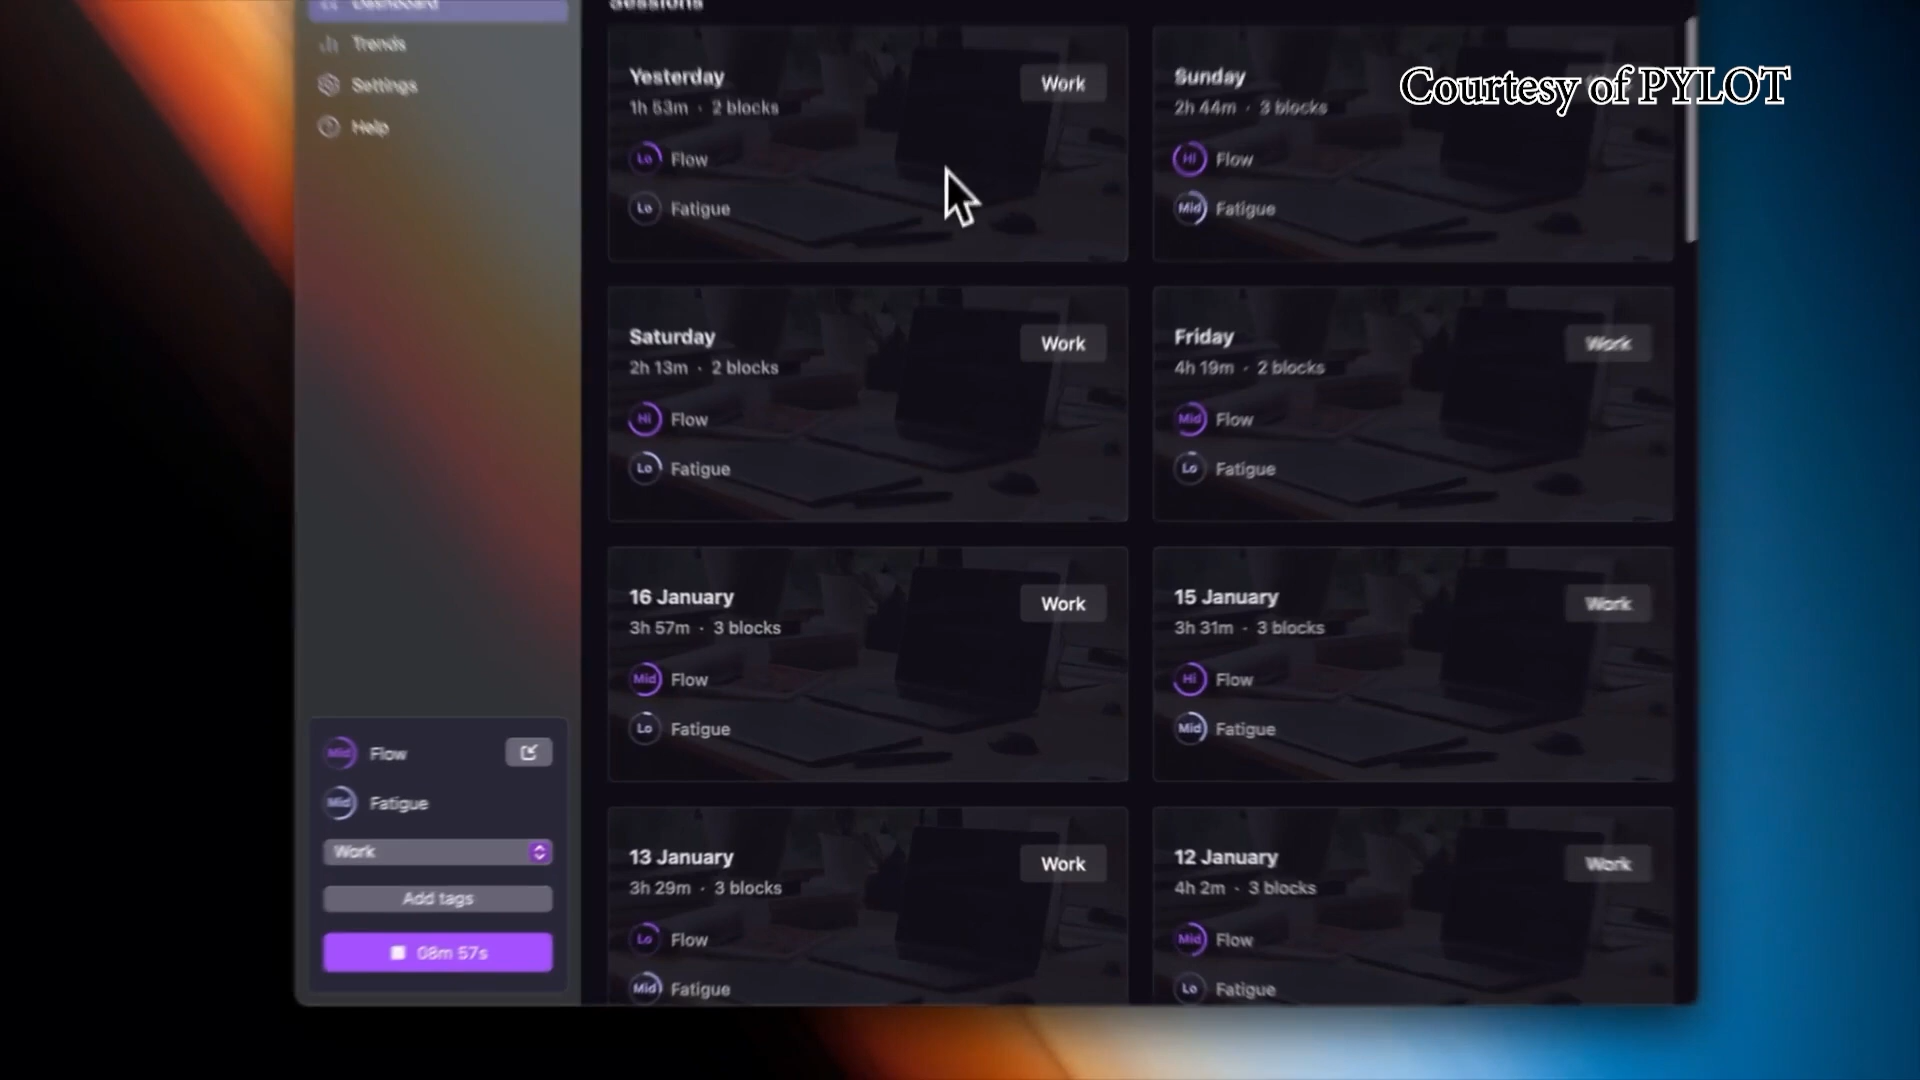 Sessions
Dashboard
Trends
Settings
Help
Courtesy of PYLOT
Yesterday
Work
1h 53m · 2 blocks
Lo Flow
Lo Fatigue
Sunday
2h 44m · 3 blocks
Hi Flow
Mid Fatigue
Saturday
Work
2h 13m · 2 blocks
Hi Flow
Lo Fatigue
Friday
Work
4h 19m · 2 blocks
Mid Flow
Lo Fatigue
16 January
Work
3h 57m · 3 blocks
Mid Flow
Lo Fatigue
15 January
Work
3h 31m · 3 blocks
Hi Flow
Mid Fatigue
13 January
Work
3h 29m · 3 blocks
Lo Flow
Mid Fatigue
12 January
Work
4h 2m · 3 blocks
Mid Flow
Lo Fatigue
Mid Flow
Mid Fatigue
Work
Add tags
08m 57s